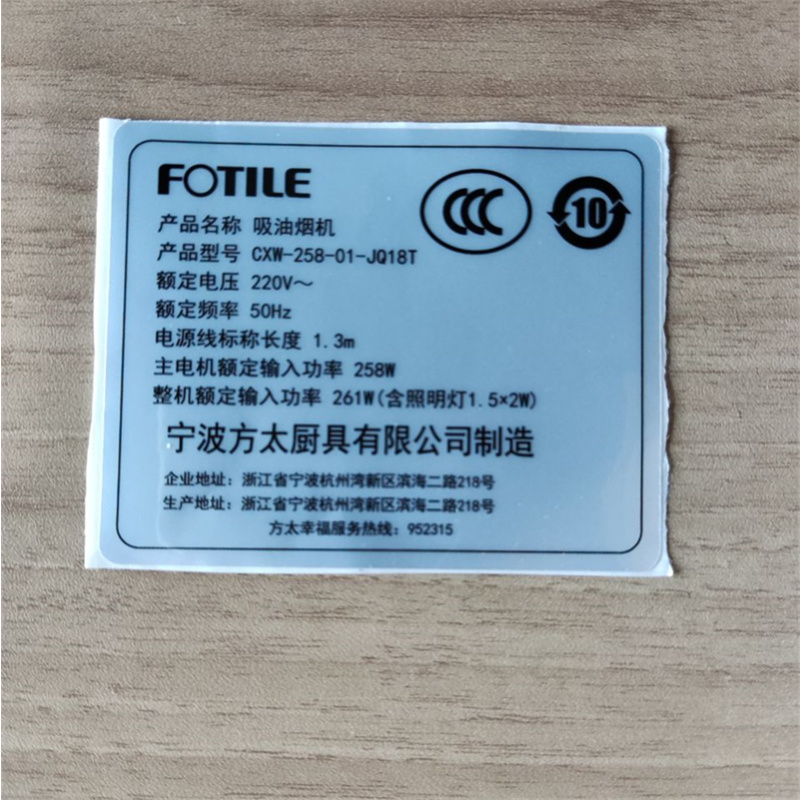 FOTILE
CCC
10
产品名称 吸油烟机
产品型号 CXW-258-01-JQ18T
额定电压 220V～
额定频率 50Hz
电源线标称长度 1.3m
主电机额定输入功率 258W
整机额定输入功率 261W(含照明灯1.5×2W)
宁波方太厨具有限公司制造
企业地址：浙江省宁波杭州湾新区滨海二路218号
生产地址：浙江省宁波杭州湾新区滨海二路218号
方太幸福服务热线：952315